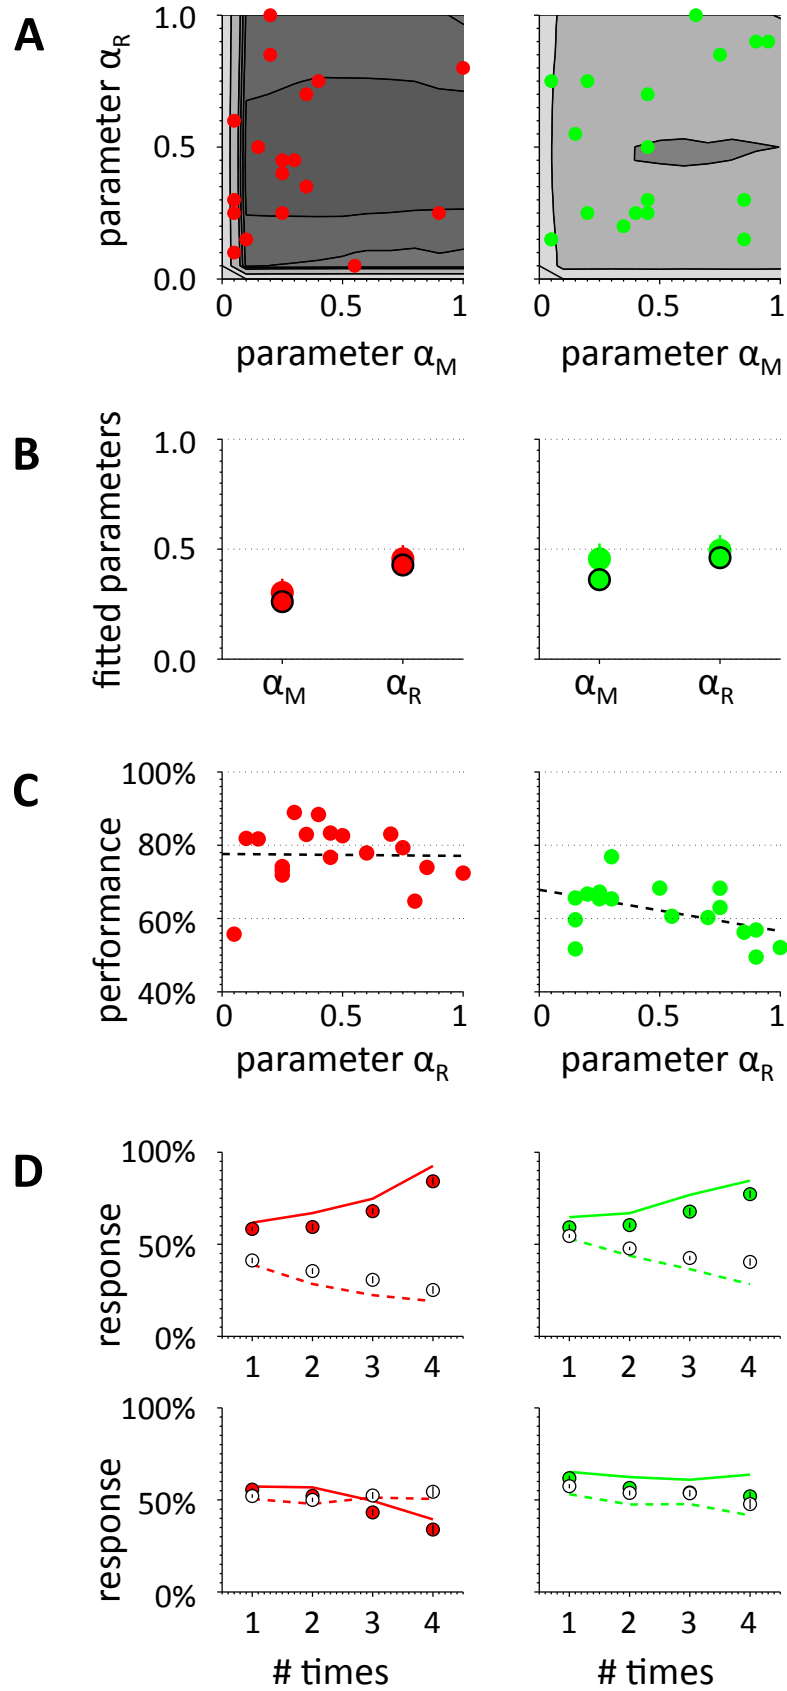 A
parameter αR
1.0
0.5
0.0
0 0.5 1
0 0.5 1
parameter αM
parameter αM
B
fitted parameters
1.0
0.5
0.0
αM αR
αM αR
C
performance
100%
80%
60%
40%
0 0.5 1
0 0.5 1
parameter αR
parameter αR
D
response
100%
50%
0%
1 2 3 4
1 2 3 4
response
100%
50%
0%
1 2 3 4
1 2 3 4
# times
# times